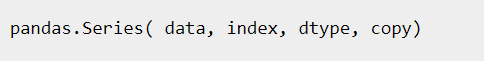 pandas.Series( data, index, dtype, copy)